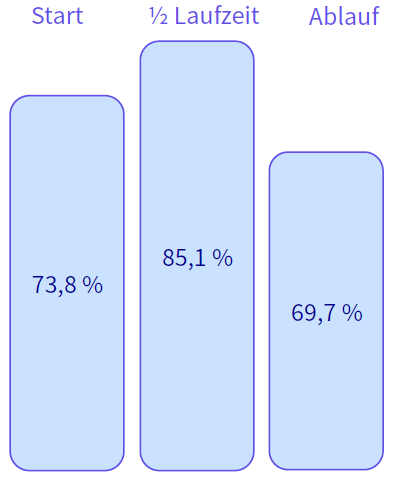 Start ½ Laufzeit Ablauf
73,8 % 85,1 % 69,7 %